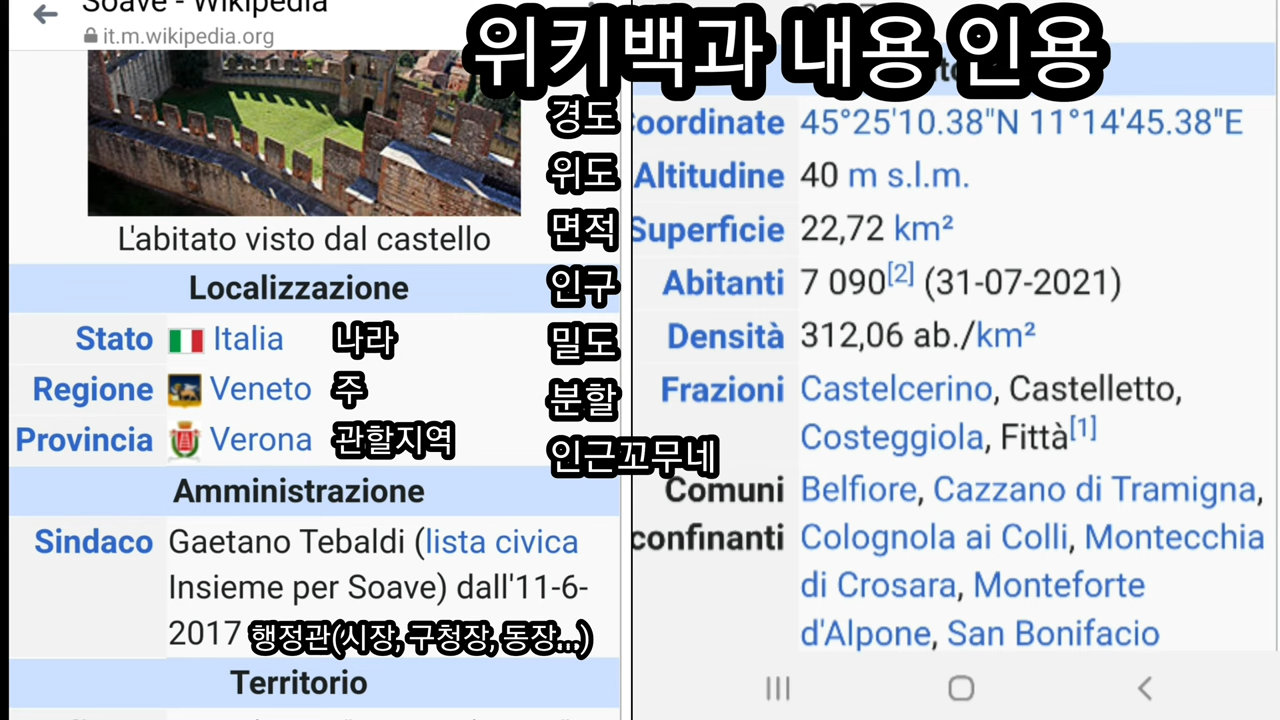 Soave - Wikipedia
it.m.wikipedia.org
위키백과 내용 인용
L'abitato visto dal castello
Localizzazione
Stato Italia 나라
Regione Veneto 주
Provincia Verona 관할지역
Amministrazione
Sindaco Gaetano Tebaldi (lista civica
Insieme per Soave) dall'11-6-
2017 행정관(시장, 구청장, 동장...)
Territorio
경도 Coordinate 45°25′10.38″N 11°14′45.38″E
위도 Altitudine 40 m s.l.m.
면적 Superficie 22,72 km²
인구 Abitanti 7 090[2] (31-07-2021)
밀도 Densità 312,06 ab./km²
분할 Frazioni Castelcerino, Castelletto,
Costeggiola, Fittà[1]
인근꼬무네
Comuni Belfiore, Cazzano di Tramigna,
confinanti Colognola ai Colli, Montecchia
di Crosara, Monteforte
d'Alpone, San Bonifacio